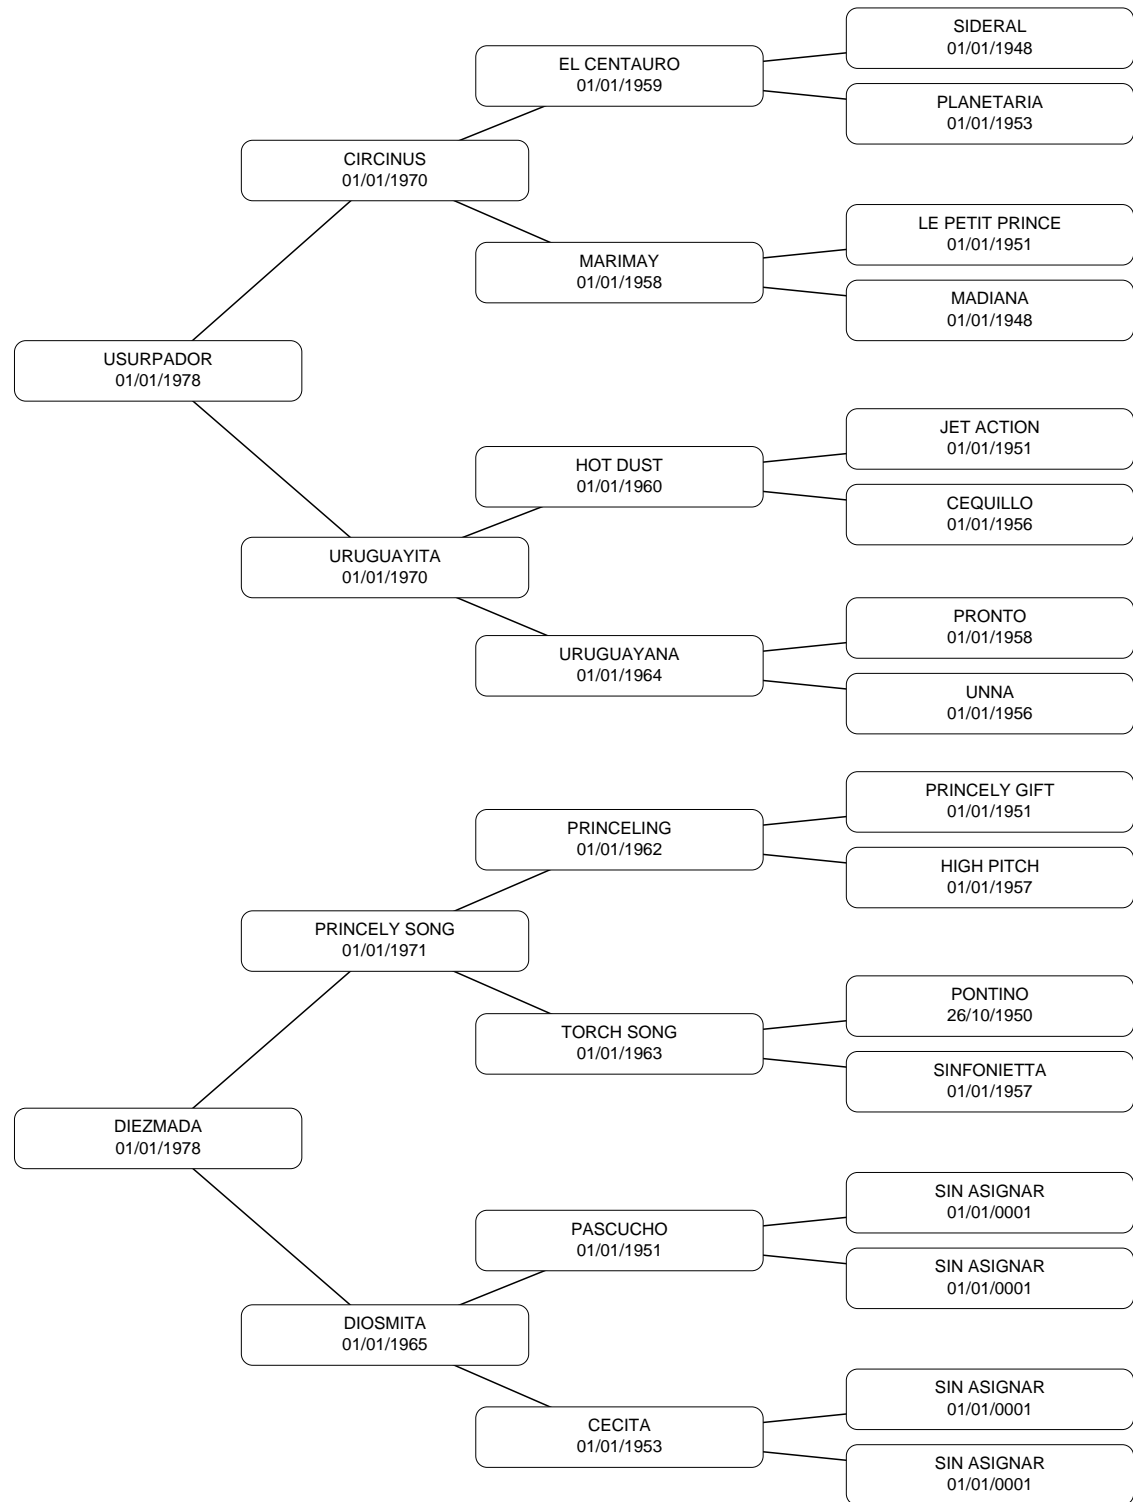 SIDERAL
01/01/1948
EL CENTAURO
01/01/1959
PLANETARIA
01/01/1953
CIRCINUS
01/01/1970
LE PETIT PRINCE
01/01/1951
MARIMAY
01/01/1958
MADIANA
01/01/1948
USURPADOR
01/01/1978
JET ACTION
01/01/1951
HOT DUST
01/01/1960
CEQUILLO
01/01/1956
URUGUAYITA
01/01/1970
PRONTO
01/01/1958
URUGUAYANA
01/01/1964
UNNA
01/01/1956
PRINCELY GIFT
01/01/1951
PRINCELING
01/01/1962
HIGH PITCH
01/01/1957
PRINCELY SONG
01/01/1971
PONTINO
26/10/1950
TORCH SONG
01/01/1963
SINFONIETTA
01/01/1957
DIEZMADA
01/01/1978
SIN ASIGNAR
01/01/0001
PASCUCHO
01/01/1951
SIN ASIGNAR
01/01/0001
DIOSMITA
01/01/1965
SIN ASIGNAR
01/01/0001
CECITA
01/01/1953
SIN ASIGNAR
01/01/0001